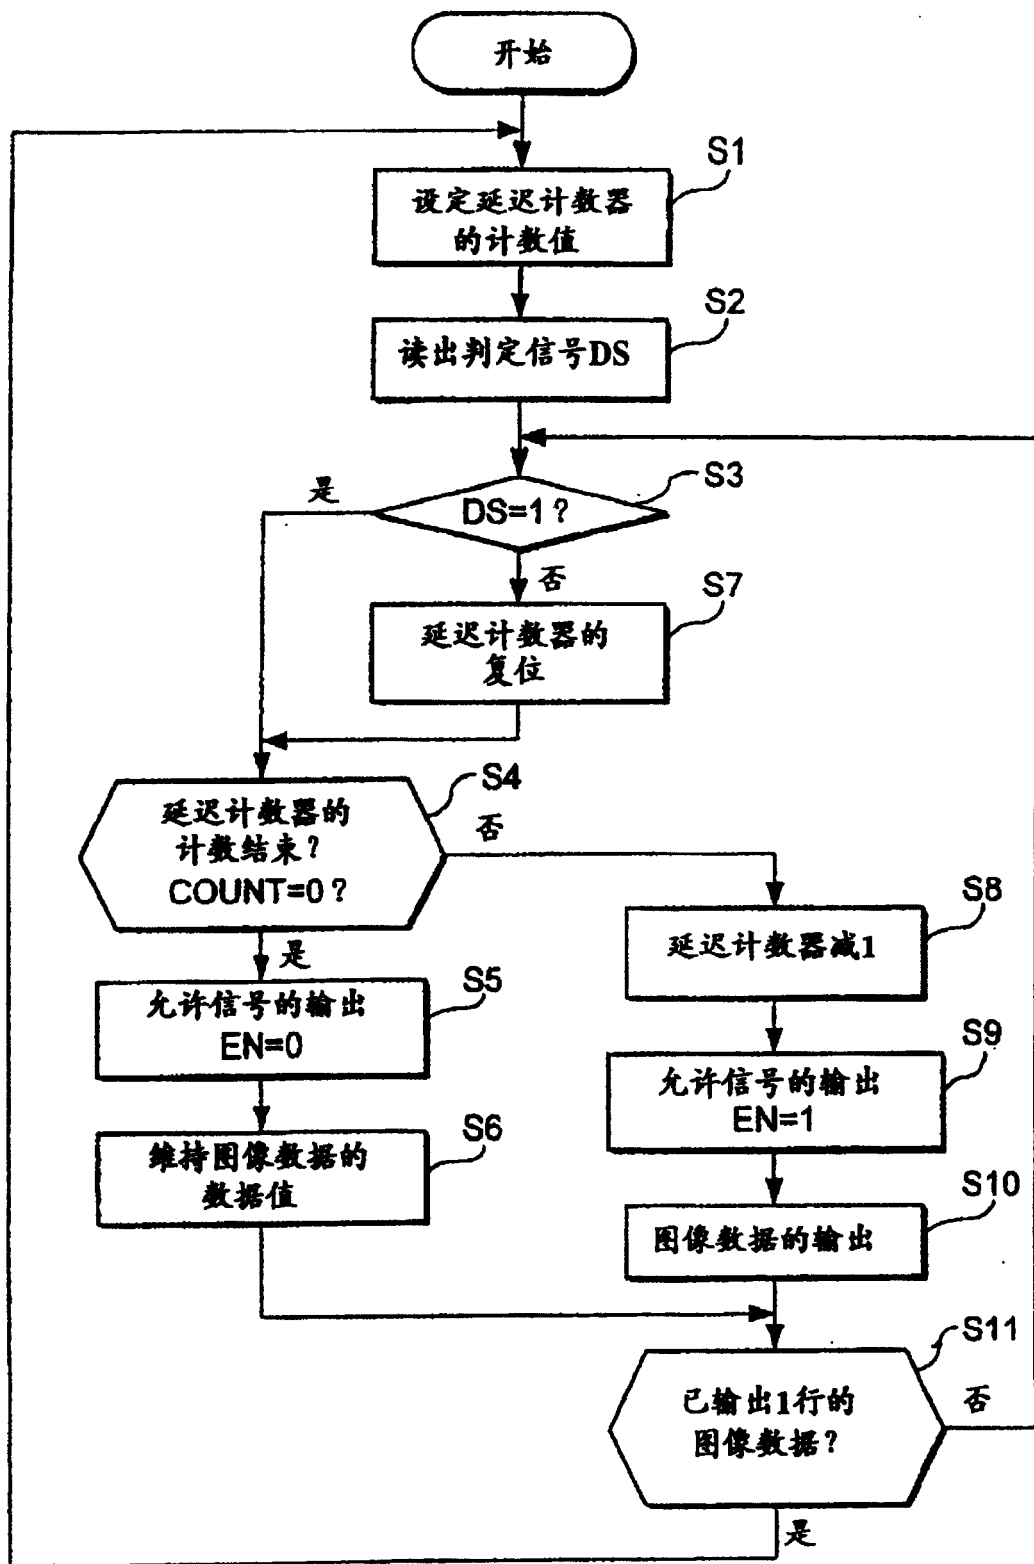 开始
S1
设定延迟计数器
的计数值
S2
读出判定信号DS
S3
是
DS=1？
否
S7
延迟计数器的
复位
S4
延迟计数器的
计数结束？
COUNT=0？
否
是
S8
延迟计数器减1
S5
允许信号的输出
EN=0
S9
允许信号的输出
EN=1
S6
维持图像数据的
数据值
S10
图像数据的输出
S11
已输出1行的
图像数据？
否
是